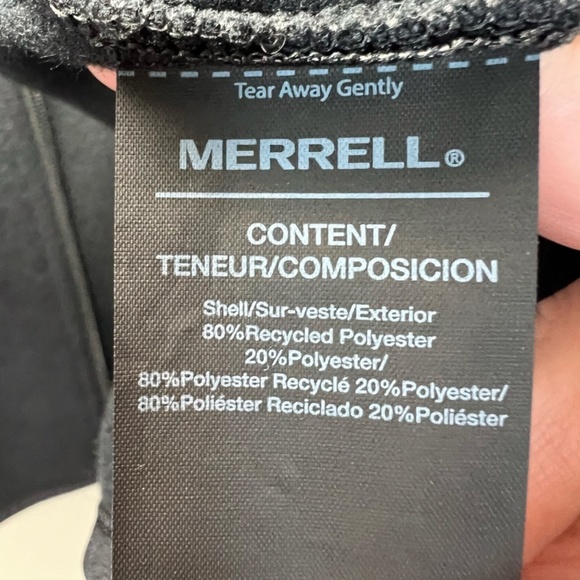 Tear Away Gently
MERRELL®
CONTENT/
TENEUR/COMPOSICION
Shell/Sur-veste/Exterior
80%Recycled Polyester
20%Polyester/
80%Polyester Recyclé 20%Polyester/
80%Poliéster Reciclado 20%Poliéster